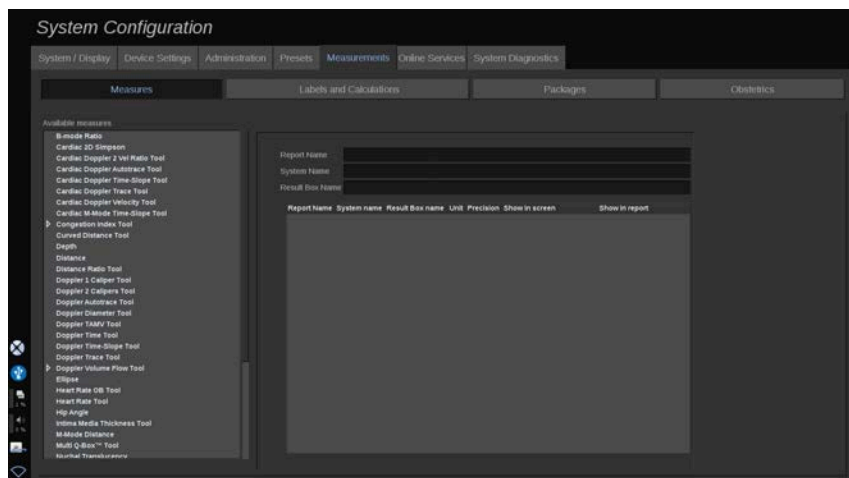 System Configuration
System / Display Device Settings Administration Presets Measurements Online Services System Diagnostics
Measures Labels and Calculations Packages Obstetrics
Available measures
B-mode Ratio
Cardiac 2D Simpson
Cardiac Doppler 2 Vel Ratio Tool
Cardiac Doppler Autotrace Tool
Cardiac Doppler Time-Slope Tool
Cardiac Doppler Trace Tool
Cardiac Doppler Velocity Tool
Cardiac M-Mode Time-Slope Tool
Congestion Index Tool
Curved Distance Tool
Depth
Distance
Distance Ratio Tool
Doppler 1 Caliper Tool
Doppler 2 Calipers Tool
Doppler Autotrace Tool
Doppler Diameter Tool
Doppler TAMV Tool
Doppler Time Tool
Doppler Time-Slope Tool
Doppler Trace Tool
Doppler Volume Flow Tool
Ellipse
Heart Rate OB Tool
Heart Rate Tool
Hip Angle
Intima Media Thickness Tool
M-Mode Distance
Multi Q-Box™ Tool
Nuchal Translucency
Report Name
System Name
Result Box Name
Report Name System name Result Box name Unit Precision Show in screen Show in report